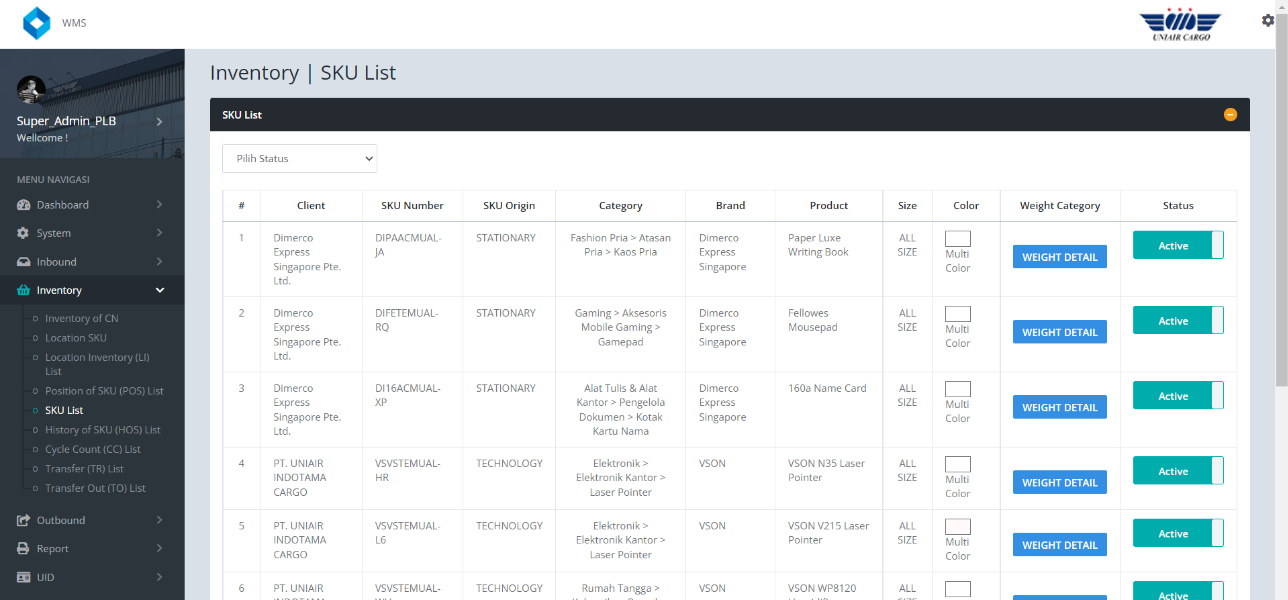 WMS
UNIAIR CARGO
Super_Admin_PLB
Wellcome !
MENU NAVIGASI
Dashboard
System
Inbound
Inventory
Inventory of CN
Location SKU
Location Inventory (LI)
List
Position of SKU (POS) List
SKU List
History of SKU (HOS) List
Cycle Count (CC) List
Transfer (TR) List
Transfer Out (TO) List
Outbound
Report
UID
Inventory | SKU List
SKU List
Pilih Status
# Client SKU Number SKU Origin Category Brand Product Size Color Weight Category Status
1 Dimerco DIPAACMUAL- STATIONARY Fashion Pria > Atasan Dimerco Paper Luxe ALL
Express JA Pria > Kaos Pria Express Writing Book SIZE Multi WEIGHT DETAIL Active
Singapore Pte. Singapore Color
Ltd.
2 Dimerco DIFETEMUAL- STATIONARY Gaming > Aksesoris Dimerco Fellowes ALL
Express RQ Mobile Gaming > Express Mousepad SIZE Multi WEIGHT DETAIL Active
Singapore Pte. Gamepad Singapore Color
Ltd.
3 Dimerco DI16ACMUAL- STATIONARY Alat Tulis & Alat Dimerco 160a Name Card ALL
Express XP Kantor > Pengelola Express SIZE Multi WEIGHT DETAIL Active
Singapore Pte. Dokumen > Kotak Singapore Color
Ltd. Kartu Nama
4 PT. UNIAIR VSVSTEMUAL- TECHNOLOGY Elektronik > VSON VSON N35 Laser ALL
INDOTAMA HR Elektronik Kantor > Pointer SIZE Multi WEIGHT DETAIL Active
CARGO Laser Pointer Color
5 PT. UNIAIR VSVSTEMUAL- TECHNOLOGY Elektronik > VSON VSON V215 Laser ALL
INDOTAMA L6 Elektronik Kantor > Pointer SIZE Multi WEIGHT DETAIL Active
CARGO Laser Pointer Color
6 PT. UNIAIR VSVSTEMUAL- TECHNOLOGY Rumah Tangga > VSON VSON WP8120 ALL Active